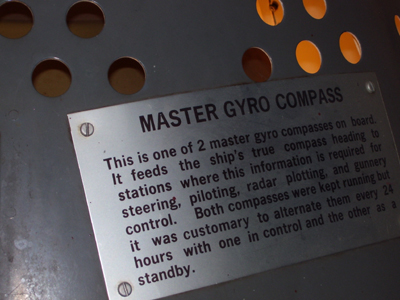 MASTER GYRO COMPASS
This is one of 2 master gyro compasses on board.
It feeds the ship's true compass heading to
stations where this information is required for
steering, piloting, radar plotting, and gunnery
control. Both compasses were kept running but
it was customary to alternate them every 24
hours with one in control and the other as a
standby.